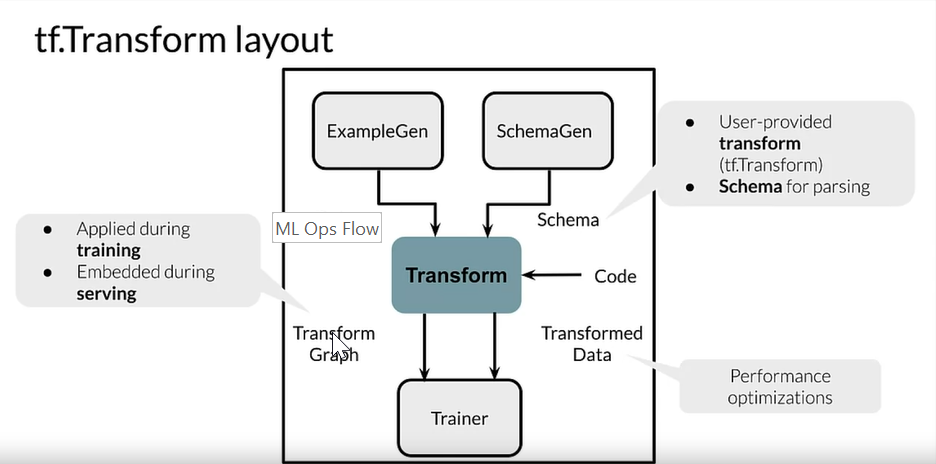 tf.Transform layout
ExampleGen
SchemaGen
• User-provided
transform
(tf.Transform)
• Schema for parsing
• Applied during
training
• Embedded during
serving
ML Ops Flow
Schema
Transform
Code
Transform
Graph
Transformed
Data
Performance
optimizations
Trainer